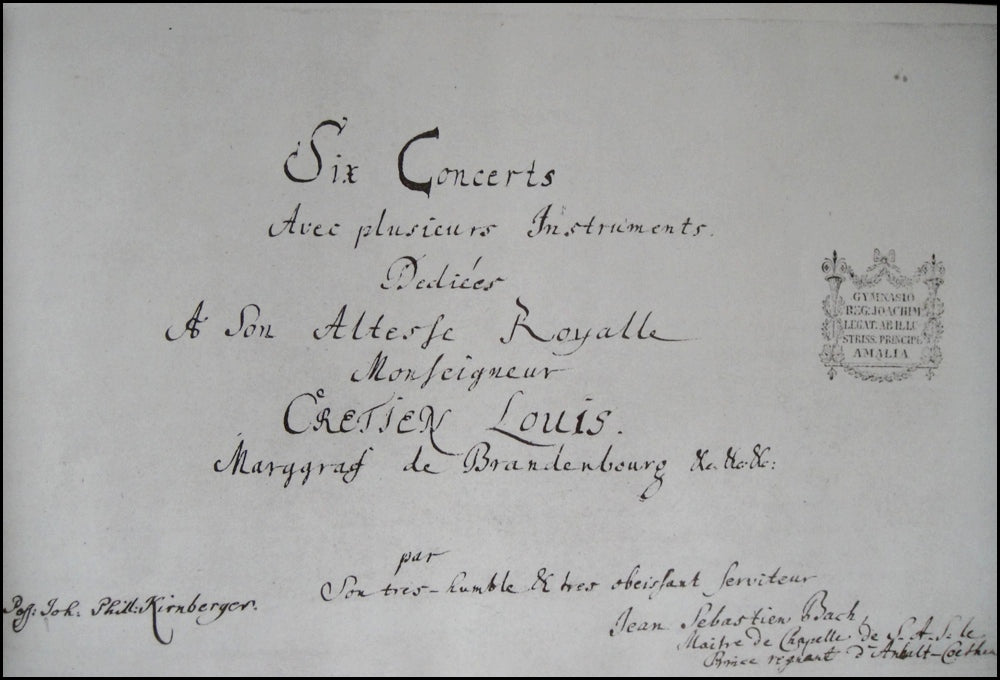 Six Concerts
Avec plusieurs Instruments.
Dediées
A Son Altesse Royalle
Monseigneur
CRETIEN LOUIS.
Marggraf de Brandenbourg &c. &c. &c:
GYMNASIO
REG. JOACHIM
LEGAT. AB ILLU
STRISS. PRINCIPE
AMALIA
par
Son tres-humble & tres obeissant serviteur
Poss: Joh. Phill: Kirnberger.
Jean Sebastien Bach,
Maitre de Chapelle de S. A. S. le
Prince regnant d'Anhalt-Coethen